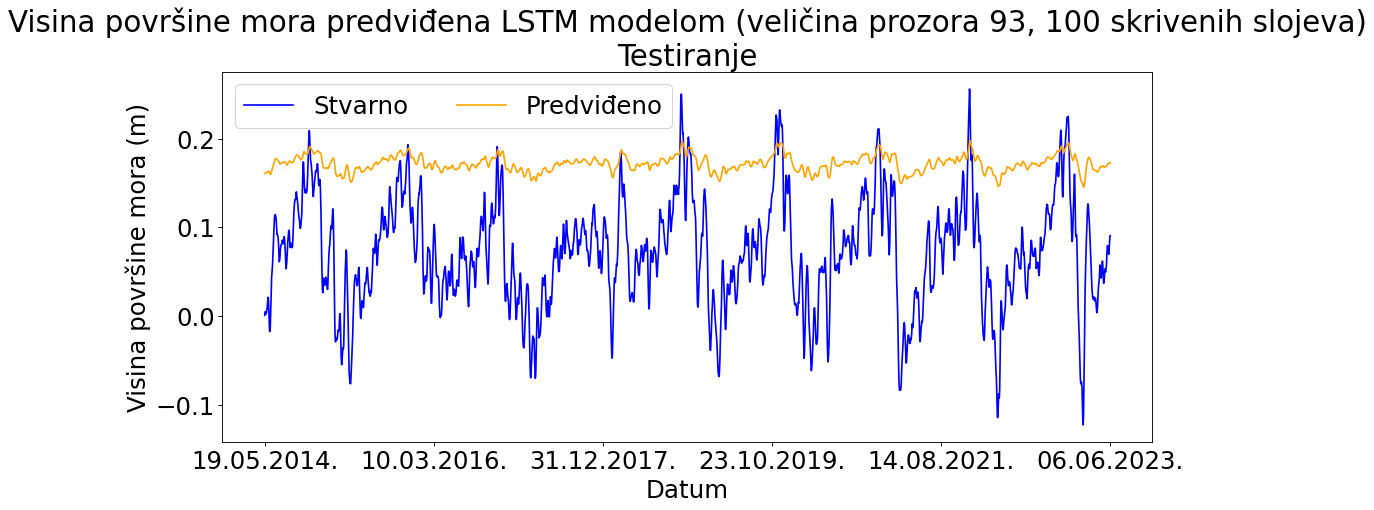 Visina površine mora predviđena LSTM modelom (veličina prozora 93, 100 skrivenih slojeva)
Testiranje
Stvarno Predviđeno
Visina površine mora (m)
0.2
0.1
0.0
−0.1
19.05.2014. 10.03.2016. 31.12.2017. 23.10.2019. 14.08.2021. 06.06.2023.
Datum